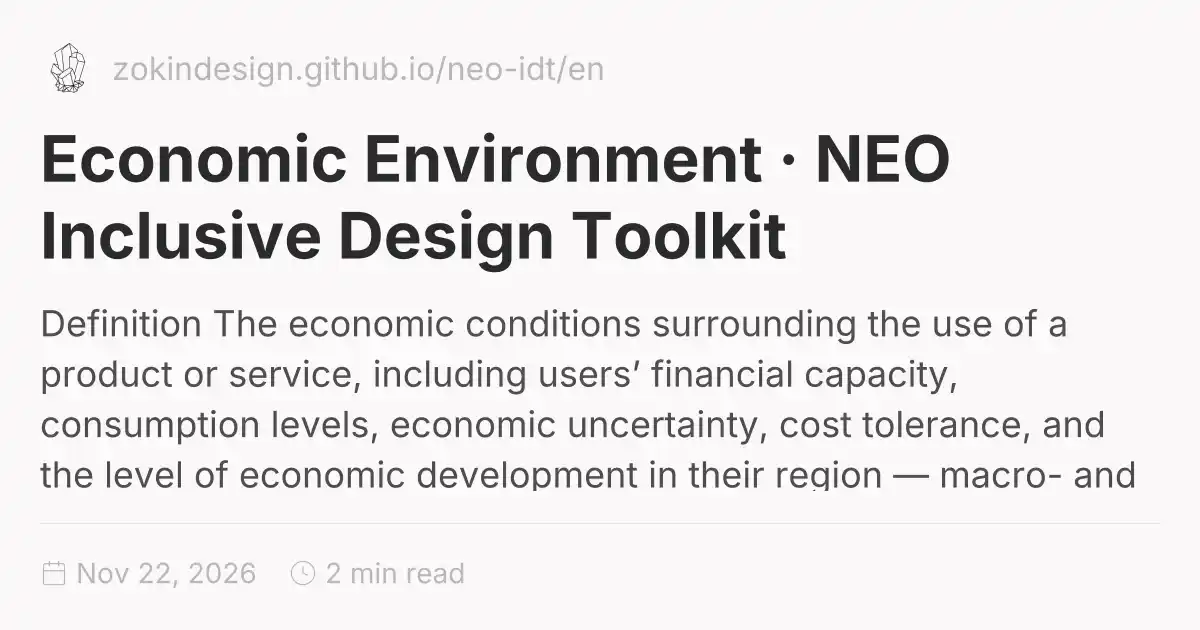 zokindesign.github.io/neo-idt/en
Economic Environment · NEO
Inclusive Design Toolkit
Definition The economic conditions surrounding the use of a
product or service, including users’ financial capacity,
consumption levels, economic uncertainty, cost tolerance, and
the level of economic development in their region — macro- and
Nov 22, 2026 2 min read